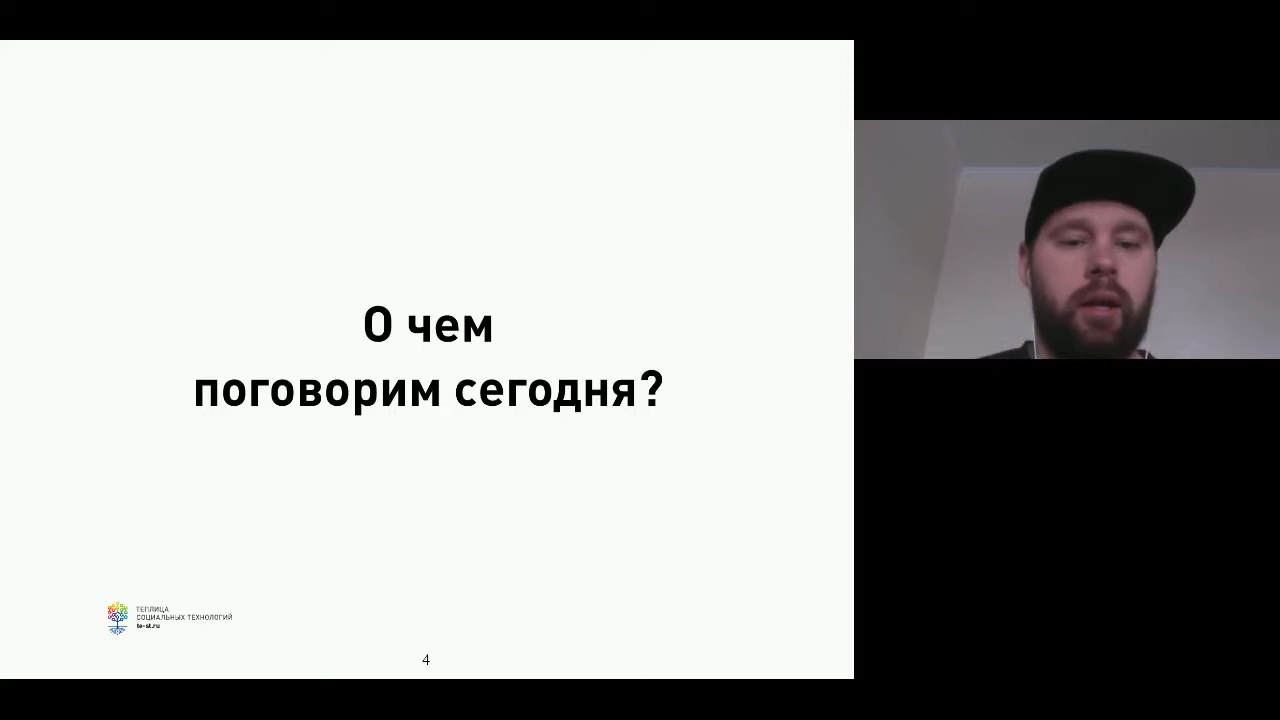 О чем
поговорим сегодня?
ТЕПЛИЦА
СОЦИАЛЬНЫХ ТЕХНОЛОГИЙ
te-st.ru
4